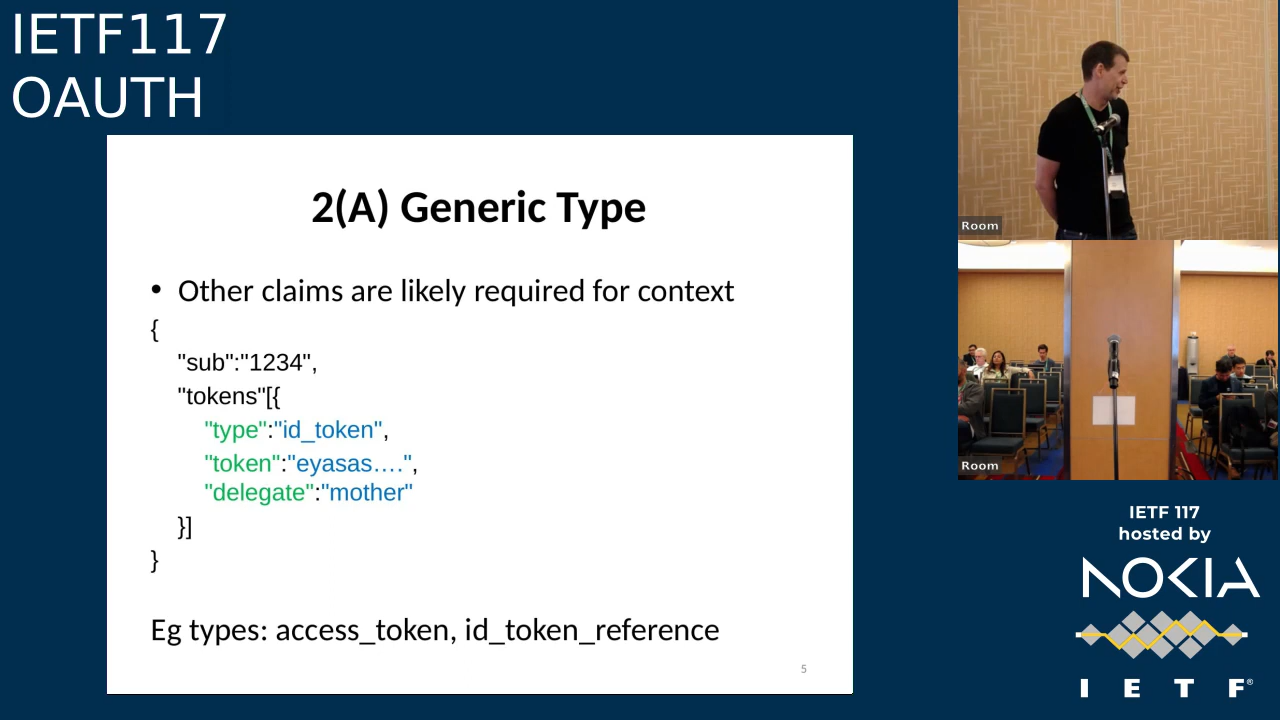 IETF117
OAUTH
2(A) Generic Type
• Other claims are likely required for context
{
"sub":"1234",
"tokens"[{
"type":"id_token",
"token":"eyasas....",
"delegate":"mother"
}]
}
Eg types: access_token, id_token_reference
5
Room
Room
IETF 117
hosted by
NOKIA
I E T F®